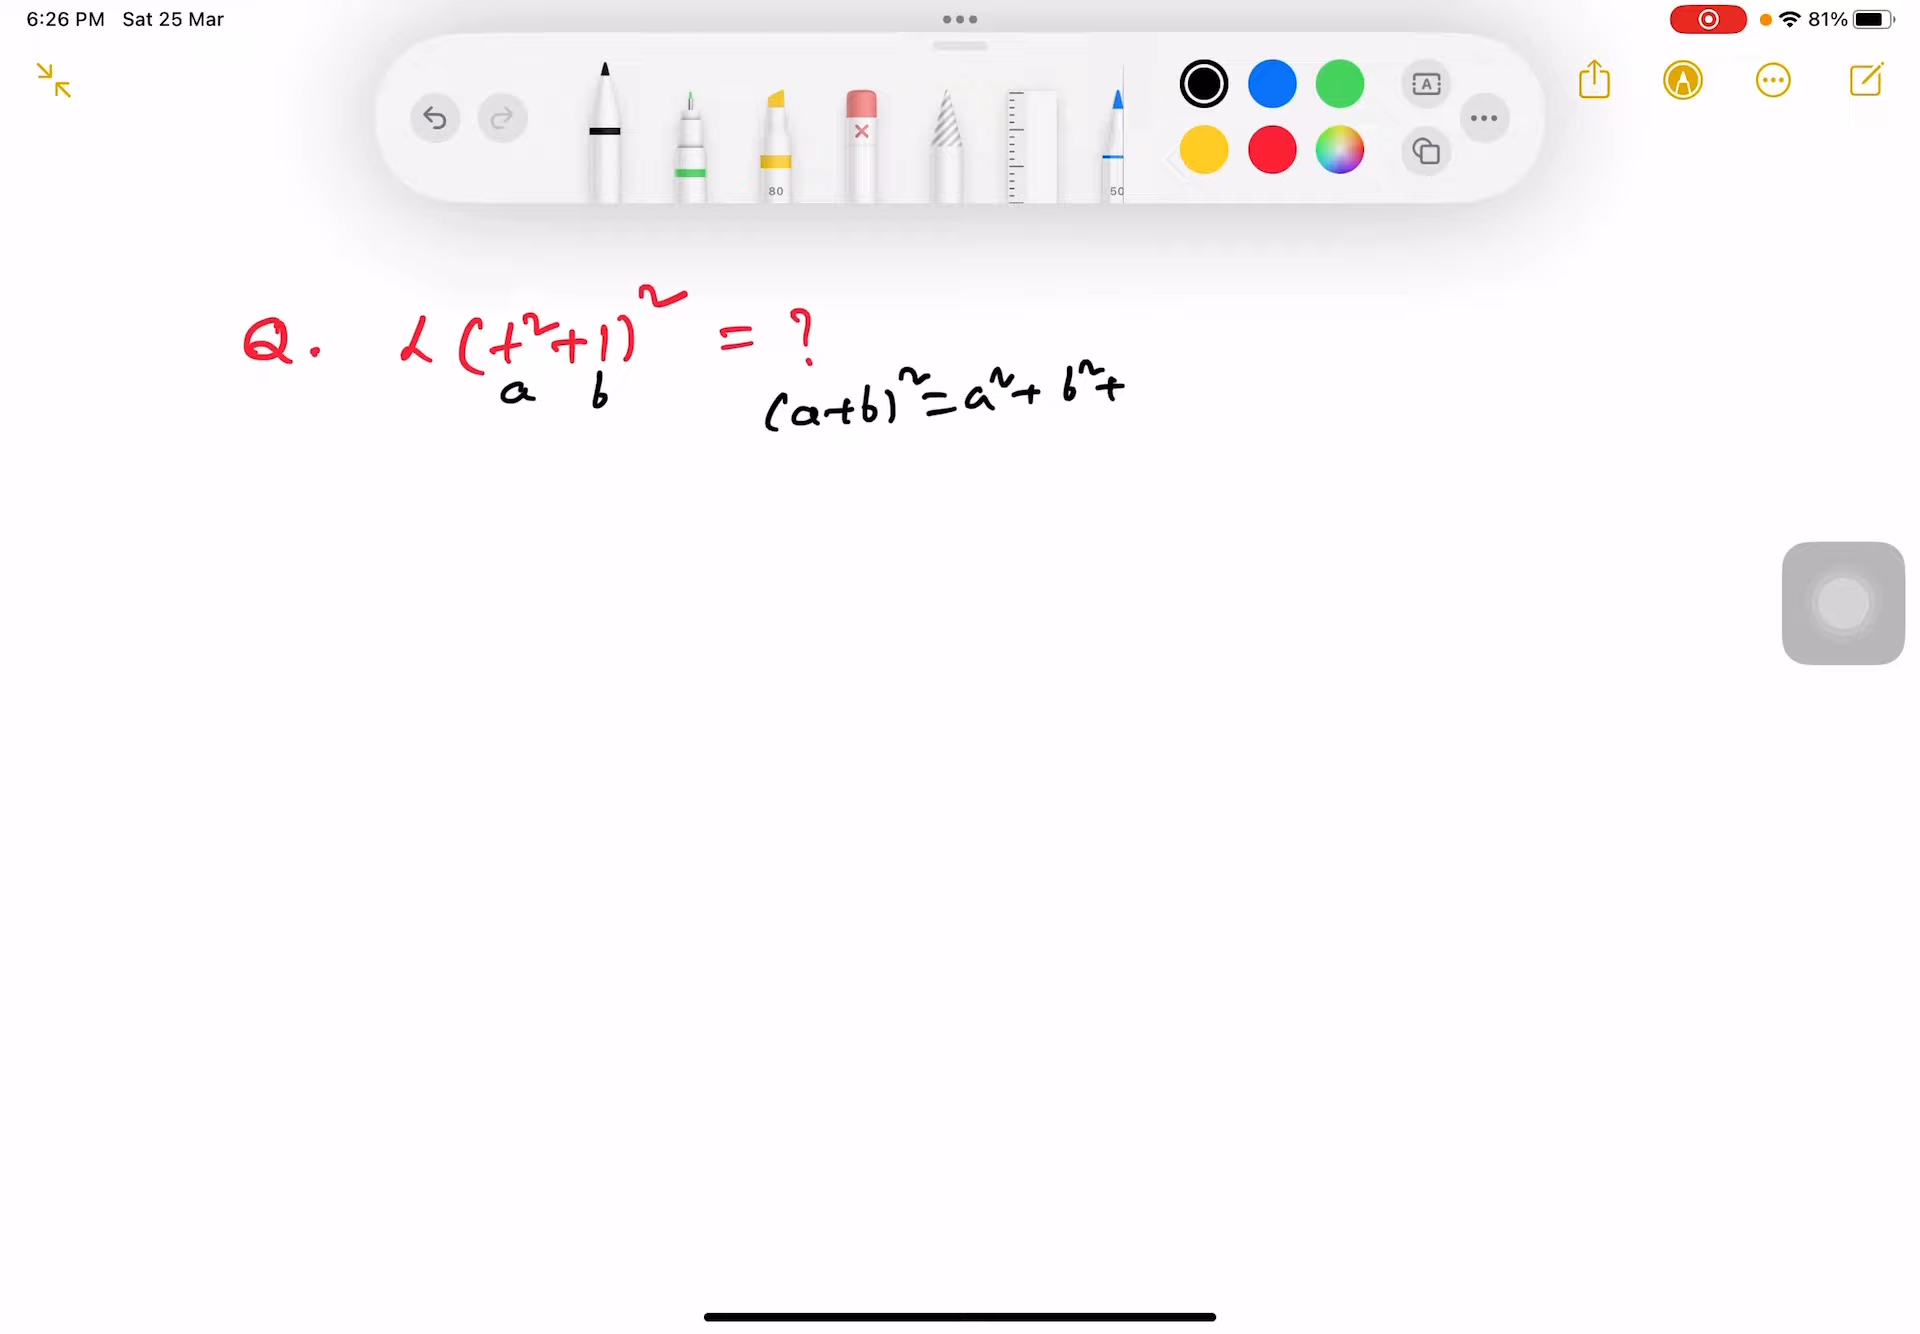 6:26 PM Sat 25 Mar
81%
A
80
50
Q. L(t²+1)² = ?
a b
(a+b)² = a² + b² +